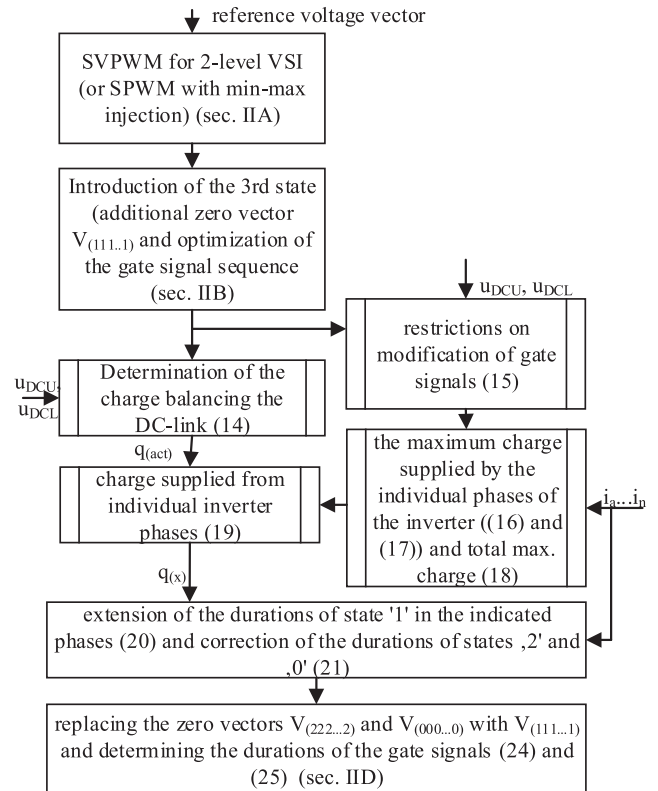 reference voltage vector
SVPWM for 2-level VSI
(or SPWM with min-max
injection) (sec. IIA)
Introduction of the 3rd state
(additional zero vector
V(111..1) and optimization of
the gate signal sequence
(sec. IIB)
uDCU, uDCL
restrictions on
modification of gate
signals (15)
uDCU,
uDCL
Determination of the
charge balancing the
DC-link (14)
q(act)
the maximum charge
supplied by the
individual phases of
the inverter ((16) and
(17)) and total max.
charge (18)
ia...in
charge supplied from
individual inverter
phases (19)
q(x)
extension of the durations of state '1' in the indicated
phases (20) and correction of the durations of states ‚2' and
‚0' (21)
replacing the zero vectors V(222...2) and V(000...0) with V(111...1)
and determining the durations of the gate signals (24) and
(25) (sec. IID)